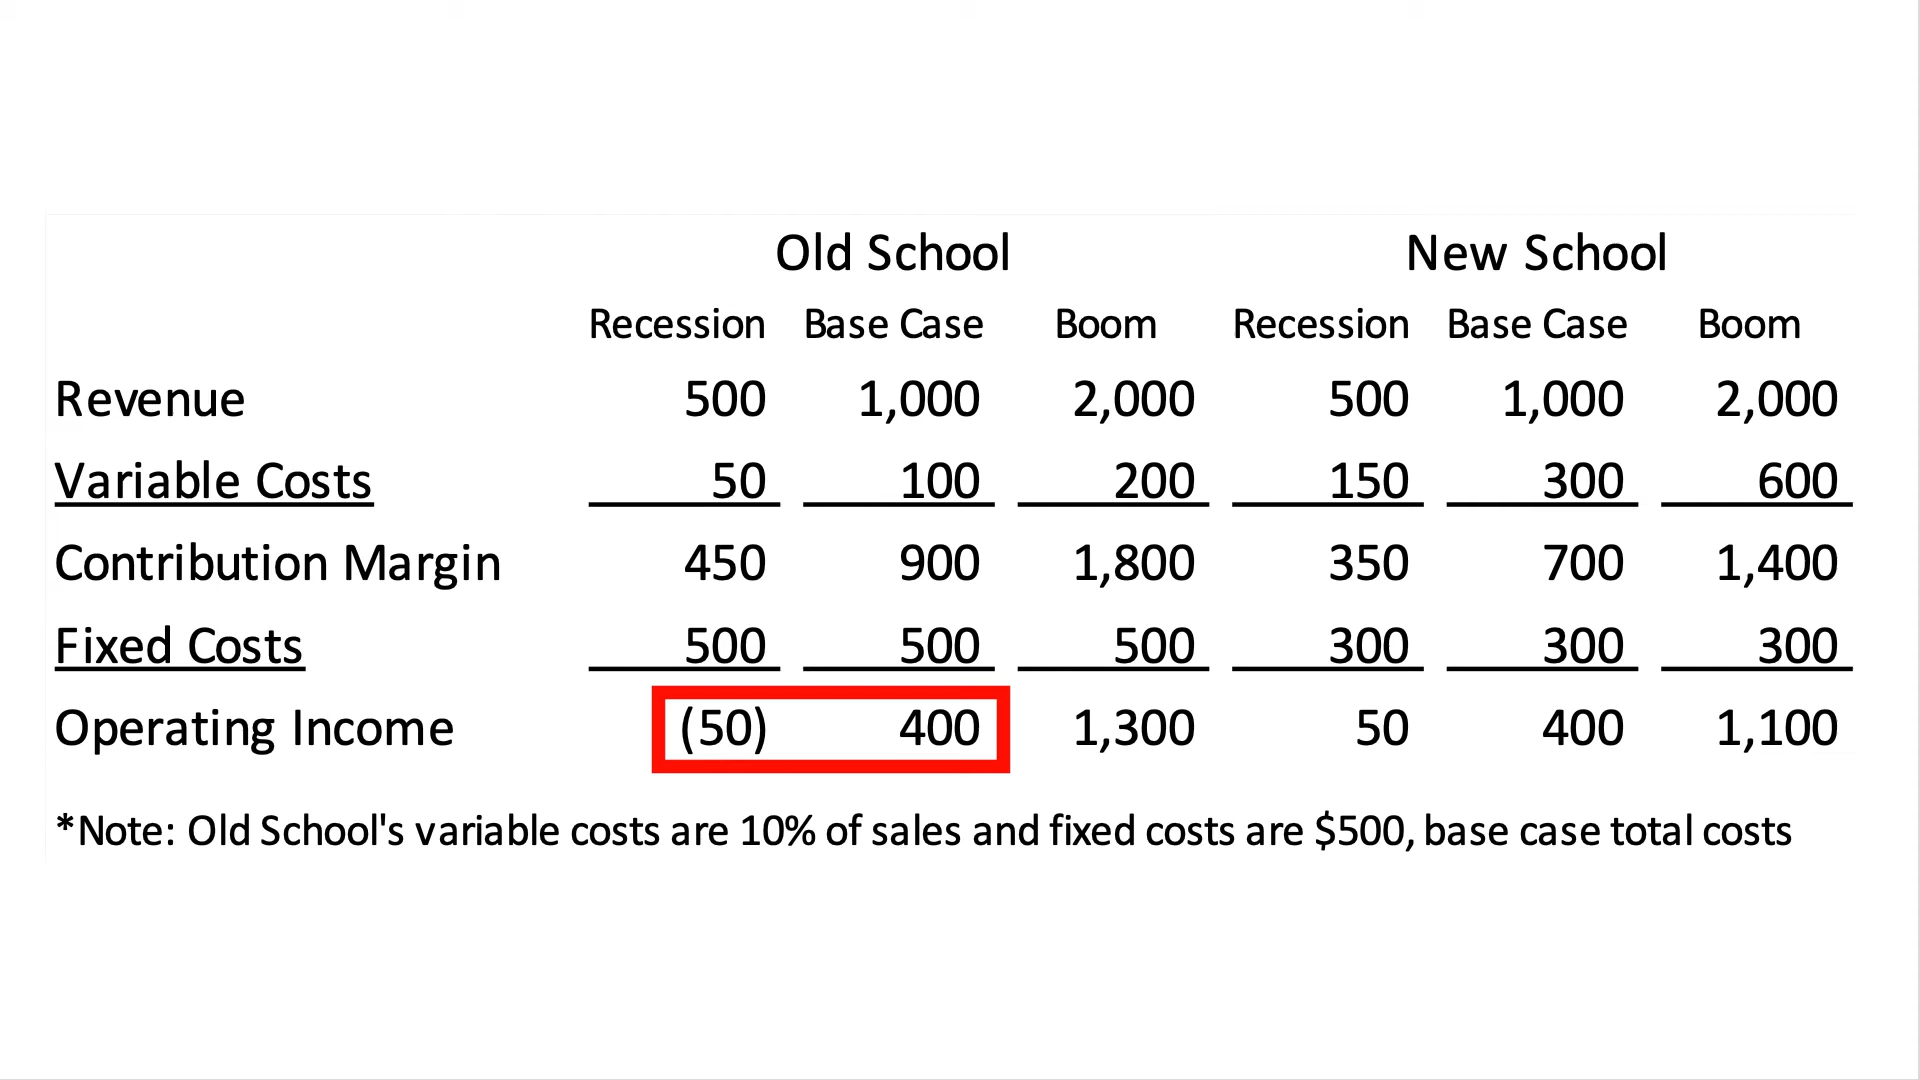 Old School New School
Recession Base Case Boom Recession Base Case Boom
Revenue 500 1,000 2,000 500 1,000 2,000
Variable Costs 50 100 200 150 300 600
Contribution Margin 450 900 1,800 350 700 1,400
Fixed Costs 500 500 500 300 300 300
Operating Income (50) 400 1,300 50 400 1,100
*Note: Old School's variable costs are 10% of sales and fixed costs are $500, base case total costs